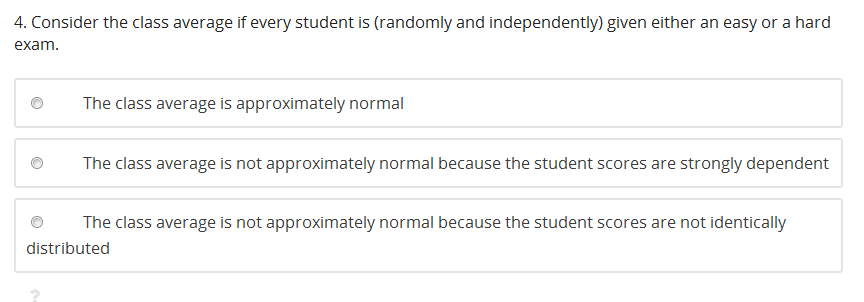 4. Consider the class average if every student is (randomly and independently) given either an easy or a hard
exam.
The class average is approximately normal
The class average is not approximately normal because the student scores are strongly dependent
The class average is not approximately normal because the student scores are not identically
distributed
?